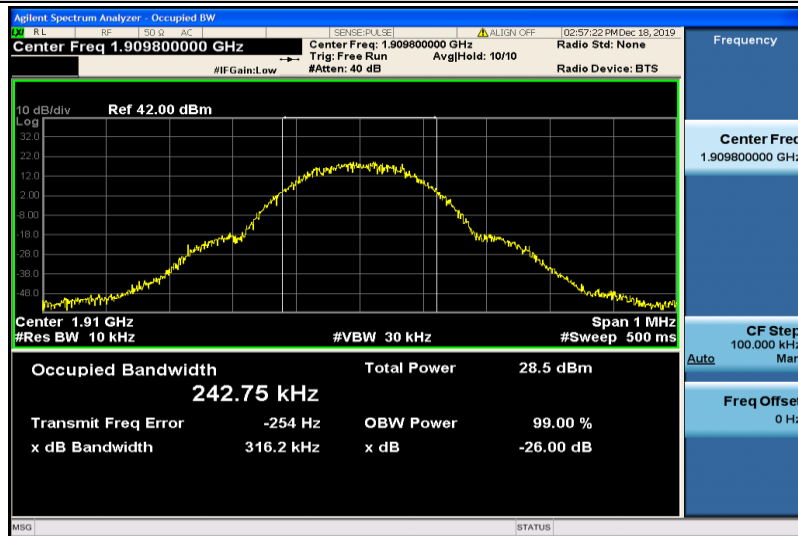 Agilent Spectrum Analyzer - Occupied BW
LXI RL RF 50 Ω AC SENSE:PULSE ALIGN OFF 02:57:22 PM Dec 18, 2019
Center Freq 1.909800000 GHz
Center Freq: 1.909800000 GHz Radio Std: None
Trig: Free Run Avg|Hold: 10/10
#IFGain:Low #Atten: 40 dB Radio Device: BTS
Frequency
10 dB/div Ref 42.00 dBm
Log
32.0
22.0
12.0
2.00
-8.00
-18.0
-28.0
-38.0
-48.0
Center 1.91 GHz Span 1 MHz
#Res BW 10 kHz #VBW 30 kHz #Sweep 500 ms
Occupied Bandwidth Total Power 28.5 dBm
242.75 kHz
Transmit Freq Error -254 Hz OBW Power 99.00 %
x dB Bandwidth 316.2 kHz x dB -26.00 dB
Center Freq
1.909800000 GHz
CF Step
100.000 kHz
Auto Man
Freq Offset
0 Hz
MSG STATUS